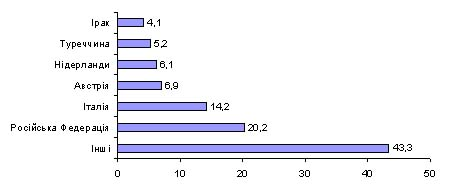 Ірак 4,1
Туреччина 5,2
Нідерланди 6,1
Австрія 6,9
Італія 14,2
Російська Федерація 20,2
Інші 43,3
0 10 20 30 40 50